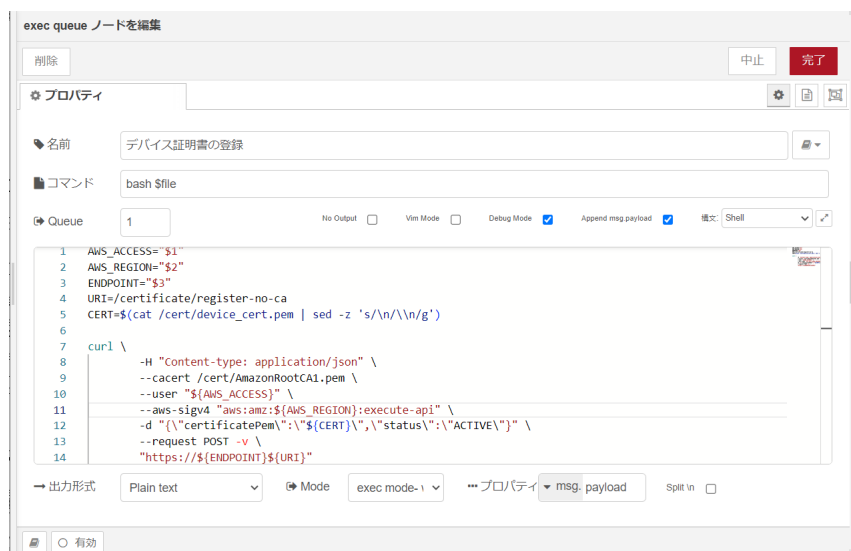 exec queue ノードを編集
削除 中止 完了
プロパティ
名前 デバイス証明書の登録
コマンド bash $file
Queue 1 No Output Vim Mode Debug Mode Append msg.payload 構文: Shell
1 AWS_ACCESS="$1"
2 AWS_REGION="$2"
3 ENDPOINT="$3"
4 URI=/certificate/register-no-ca
5 CERT=$(cat /cert/device_cert.pem | sed -z 's/\n/\\n/g')
6
7 curl \
8 -H "Content-type: application/json" \
9 --cacert /cert/AmazonRootCA1.pem \
10 --user "${AWS_ACCESS}" \
11 --aws-sigv4 "aws:amz:${AWS_REGION}:execute-api" \
12 -d "{\"certificatePem\":\"${CERT}\",\"status\":\"ACTIVE\"}" \
13 --request POST -v \
14 "https://${ENDPOINT}${URI}"
出力形式 Plain text Mode exec mode- プロパティ msg. payload Split \n
有効